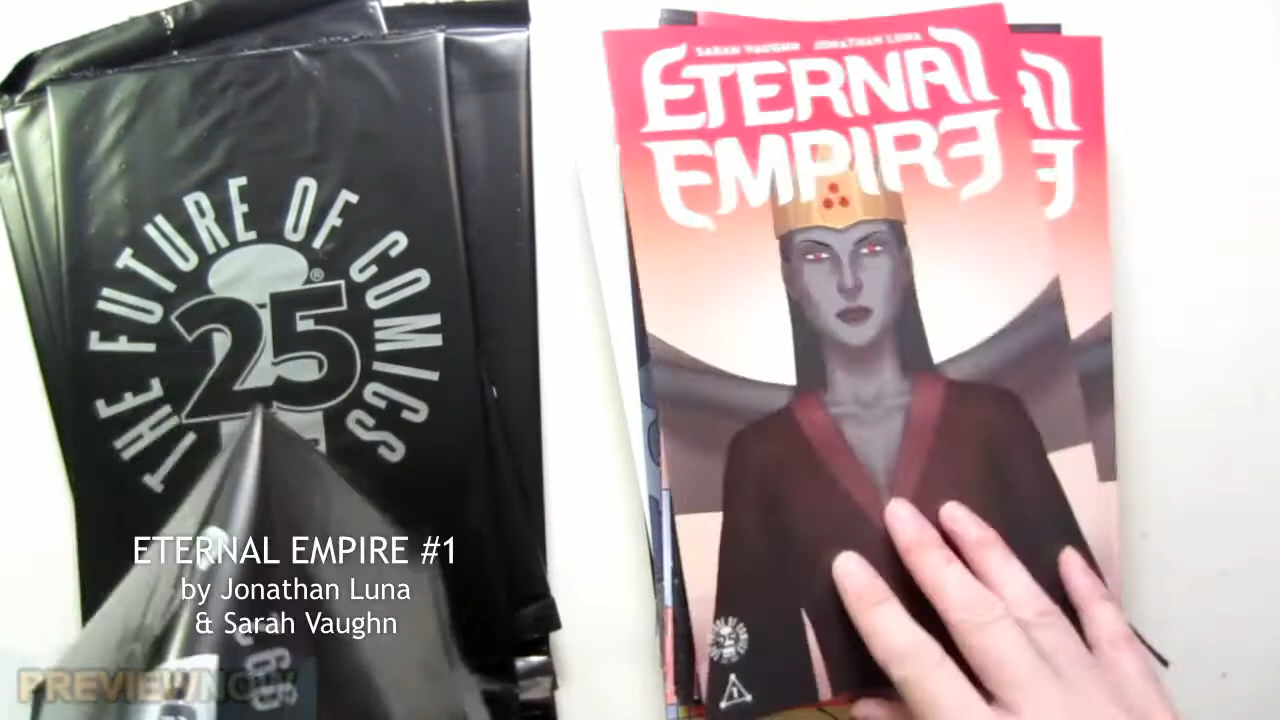 THE FUTURE OF COMICS
®
25
SARAH VAUGHN JONATHAN LUNA
ETERNAL
EMPIRE
1
ETERNAL EMPIRE #1
by Jonathan Luna
& Sarah Vaughn
PREVIEWNOW